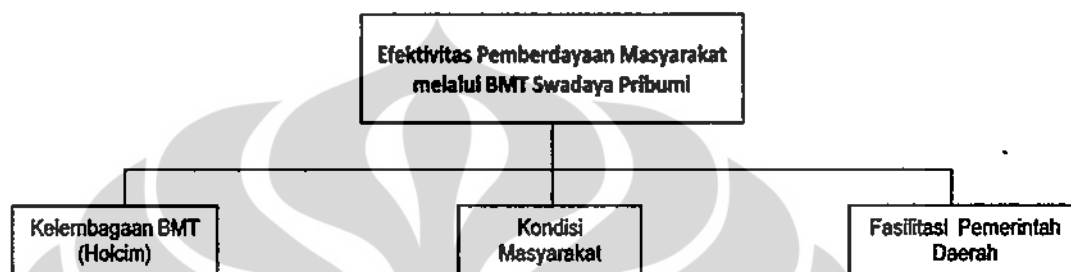 Efektivitas Pemberdayaan Masyarakat
melalui BMT Swadaya Pribumi
Kelembagaan BMT
(Holcim)
Kondisi
Masyarakat
Fasilitasi Pemerintah
Daerah